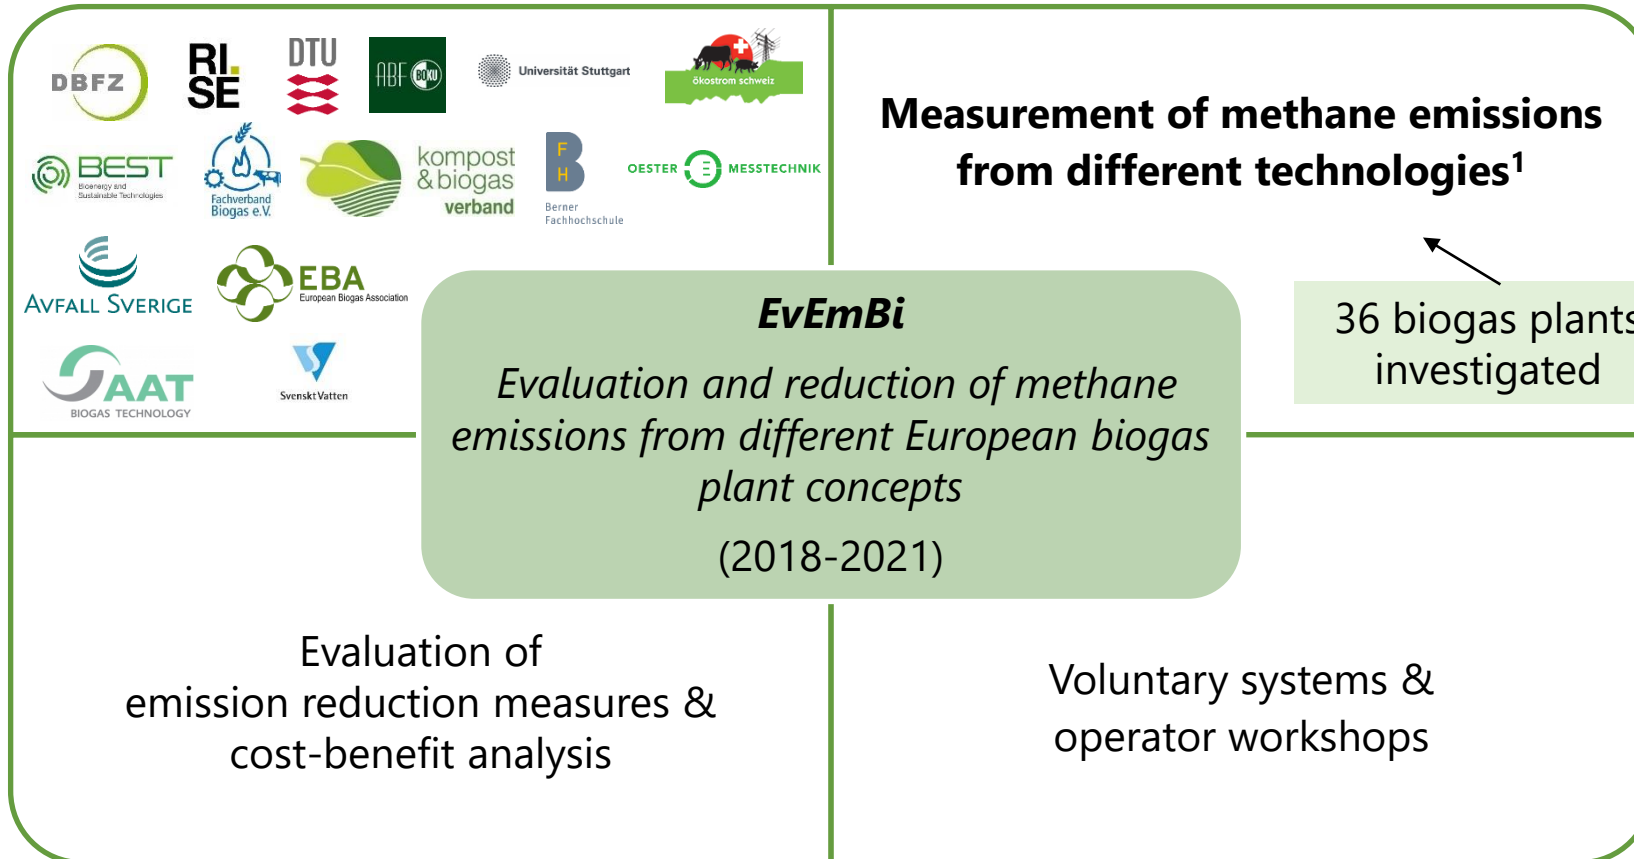 DBFZ
RI.
SE
DTU
ABF BOKU
Universität Stuttgart
ökostrom schweiz
BEST
Bioenergy and
Sustainable Technologies
Fachverband
Biogas e.V.
kompost
&biogas
verband
F
B
H
Berner
Fachhochschule
OESTER MESSTECHNIK
AVFALL SVERIGE
EBA
European Biogas Association
AAT
BIOGAS TECHNOLOGY
Svenskt Vatten
Measurement of methane emissions
from different technologies¹
36 biogas plants
investigated
EvEmBi
Evaluation and reduction of methane
emissions from different European biogas
plant concepts
(2018-2021)
Evaluation of
emission reduction measures &
cost-benefit analysis
Voluntary systems &
operator workshops